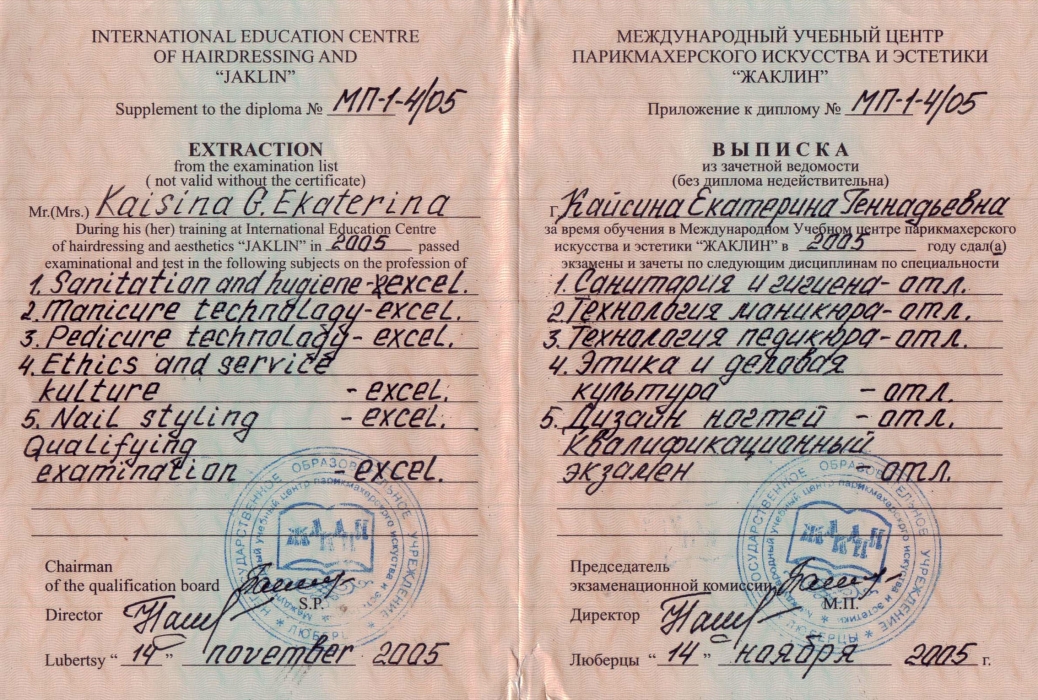 INTERNATIONAL EDUCATION CENTRE
OF HAIRDRESSING AND
“JAKLIN”
Supplement to the diploma № МП-1-4/05
EXTRACTION
from the examination list
( not valid without the certificate)
Mr.(Mrs.) Kaisina G. Ekaterina
During his (her) training at International Education Centre
of hairdressing and aesthetics “JAKLIN” in 2005 passed
examinational and test in the following subjects on the profession of
1. Sanitation and hygiene-excel.
2. Manicure technology-excel.
3. Pedicure technology- excel.
4. Ethics and service
kulture - excel.
5. Nail styling - excel.
Qualifying
examination - excel.
Chairman
of the qualification board
S.P.
Director
Lubertsy “ 14 ” november 2005
МЕЖДУНАРОДНЫЙ УЧЕБНЫЙ ЦЕНТР
ПАРИКМАХЕРСКОГО ИСКУССТВА И ЭСТЕТИКИ
“ЖАКЛИН”
Приложение к диплому № МП-1-4/05
ВЫПИСКА
из зачетной ведомости
(без диплома недействительна)
Г. Кайсина Екатерина Геннадьевна
за время обучения в Международном Учебном центре парикмахерского
искусства и эстетики “ЖАКЛИН” в 2005 году сдал(а)
экзамены и зачеты по следующим дисциплинам по специальности
1. Санитария и гигиена- отл.
2. Технология маникюра- отл.
3. Технология педикюра- отл.
4. Этика и деловая
культура - отл.
5. Дизайн ногтей - отл.
Квалификационный
экзамен - отл.
Председатель
экзаменационной комиссии
М.П.
Директор
Люберцы “ 14 ” ноября 2005 г.
ОБРАЗОВАТЕЛЬНОЕ УЧРЕЖДЕНИЕ * ЛЮБЕРЦЫ *
ЖАКЛИН